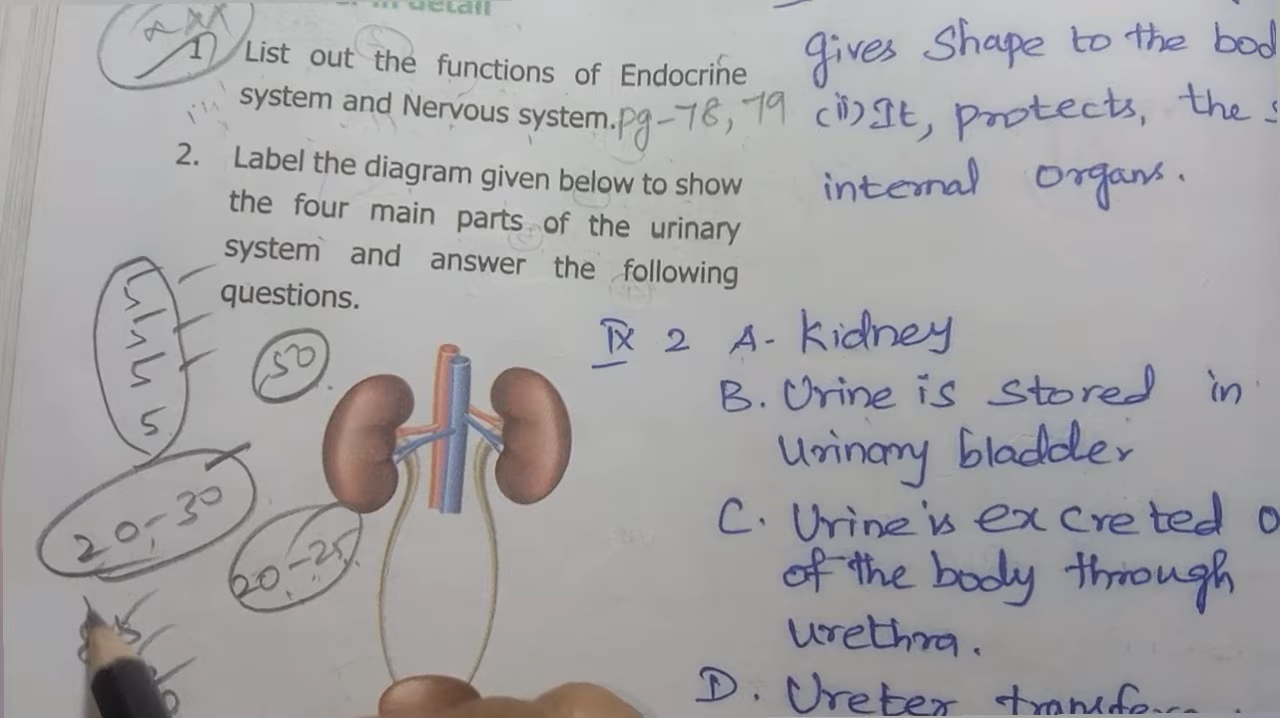 in detail
1) List out the functions of Endocrine
system and Nervous system. pg-78, 79
2. Label the diagram given below to show
the four main parts of the urinary
system and answer the following
questions.
50
5
20-30
20-25
gives Shape to the bod
(ii) It, protects, the
internal organs.
IX 2 A- Kidney
B. Urine is stored in
Urinary bladder
C. Urine is excreted o
of the body through
urethra.
D. Ureter